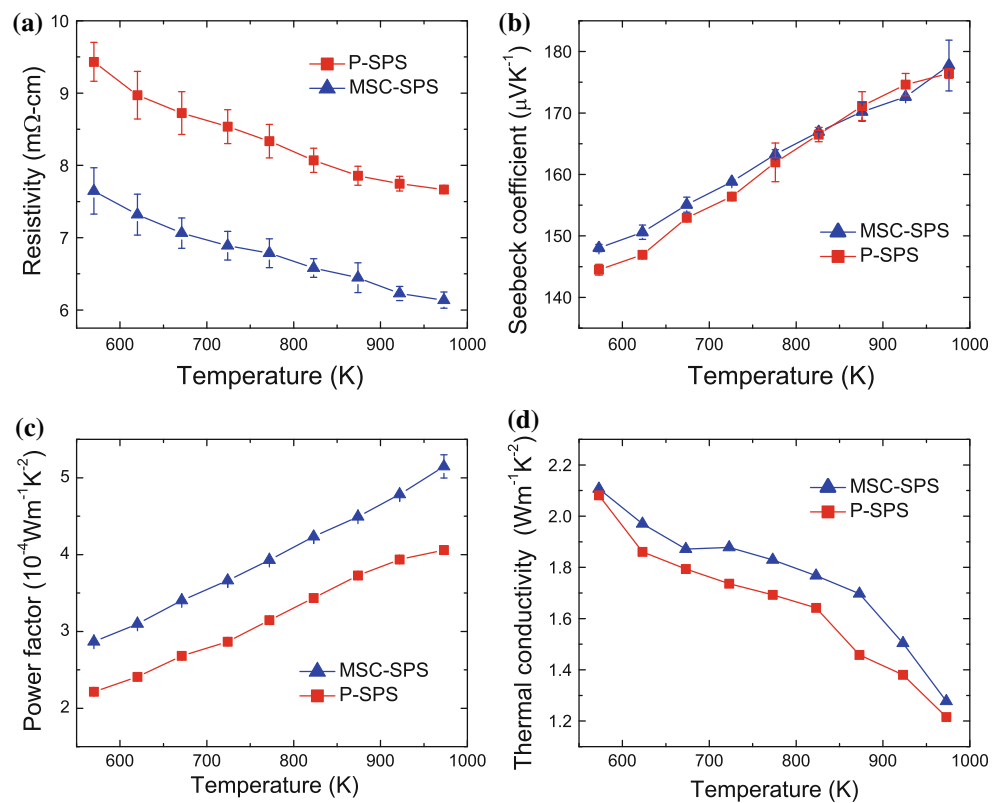 (a)
10
9
8
7
6
Resistivity (mΩ-cm)
P-SPS
MSC-SPS
600 700 800 900 1000
Temperature (K)
(b)
180
170
160
150
140
Seebeck coefficient (μVK⁻¹)
MSC-SPS
P-SPS
600 700 800 900 1000
Temperature (K)
(c)
5
4
3
2
Power factor (10⁻⁴Wm⁻¹K⁻²)
MSC-SPS
P-SPS
600 700 800 900 1000
Temperature (K)
(d)
2.2
2.0
1.8
1.6
1.4
1.2
Thermal conductivity (Wm⁻¹K⁻²)
MSC-SPS
P-SPS
600 700 800 900 1000
Temperature (K)